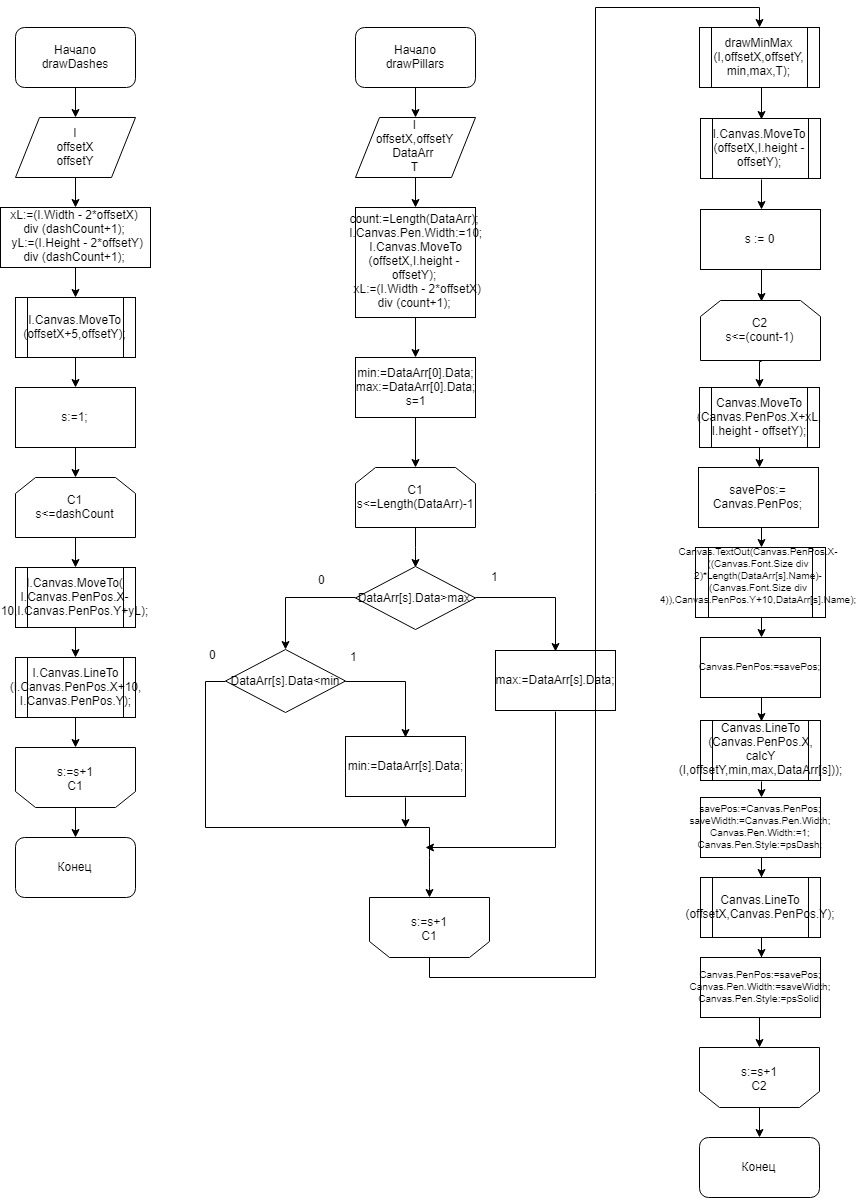 Начало
drawDashes
I
offsetX
offsetY
xL:=(I.Width - 2*offsetX)
div (dashCount+1);
yL:=(I.Height - 2*offsetY)
div (dashCount+1);
I.Canvas.MoveTo
(offsetX+5,offsetY);
s:=1;
C1
s<=dashCount
I.Canvas.MoveTo(
I.Canvas.PenPos.X-
10,I.Canvas.PenPos.Y+yL);
I.Canvas.LineTo
(I.Canvas.PenPos.X+10,
I.Canvas.PenPos.Y);
s:=s+1
C1
Конец
Начало
drawPillars
I
offsetX,offsetY
DataArr
T
count:=Length(DataArr);
I.Canvas.Pen.Width:=10;
I.Canvas.MoveTo
(offsetX,I.height -
offsetY);
xL:=(I.Width - 2*offsetX)
div (count+1);
min:=DataArr[0].Data;
max:=DataArr[0].Data;
s=1
C1
s<=Length(DataArr)-1
0
1
DataArr[s].Data>max
0
1
DataArr[s].Data<min
max:=DataArr[s].Data;
min:=DataArr[s].Data;
s:=s+1
C1
drawMinMax
(I,offsetX,offsetY,
min,max,T);
I.Canvas.MoveTo
(offsetX,I.height -
offsetY);
s := 0
C2
s<=(count-1)
Canvas.MoveTo
(Canvas.PenPos.X+xL,
I.height - offsetY);
savePos:=
Canvas.PenPos;
Canvas.TextOut(Canvas.PenPos.X-
((Canvas.Font.Size div
2)*Length(DataArr[s].Name)-
(Canvas.Font.Size div
4)),Canvas.PenPos.Y+10,DataArr[s].Name);
Canvas.PenPos:=savePos;
Canvas.LineTo
(Canvas.PenPos.X,
calcY
(I,offsetY,min,max,DataArr[s]));
savePos:=Canvas.PenPos;
saveWidth:=Canvas.Pen.Width;
Canvas.Pen.Width:=1;
Canvas.Pen.Style:=psDash;
Canvas.LineTo
(offsetX,Canvas.PenPos.Y);
Canvas.PenPos:=savePos;
Canvas.Pen.Width:=saveWidth;
Canvas.Pen.Style:=psSolid;
s:=s+1
C2
Конец